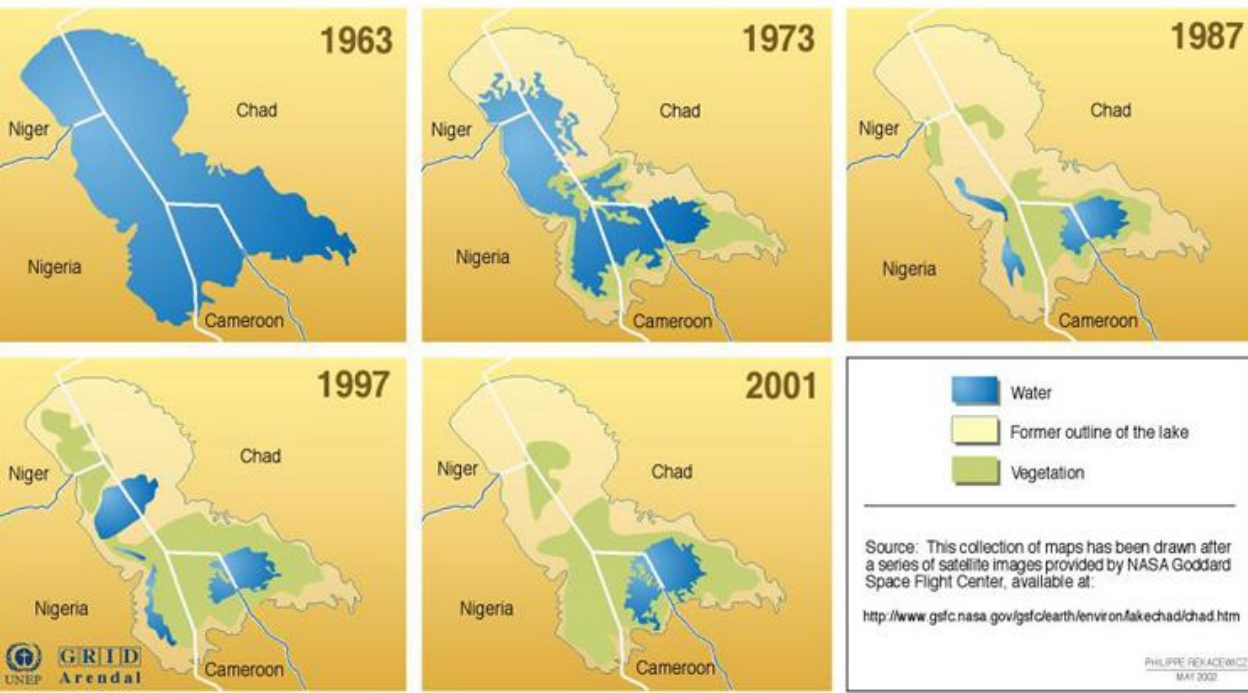 1963
Chad
Niger
Nigeria
Cameroon
1973
Chad
Niger
Nigeria
Cameroon
1987
Chad
Niger
Nigeria
Cameroon
1997
Chad
Niger
Nigeria
Cameroon
UNEP
GRID
Arendal
2001
Chad
Niger
Nigeria
Cameroon
Water
Former outline of the lake
Vegetation
Source: This collection of maps has been drawn after
a series of satellite images provided by NASA Goddard
Space Flight Center, available at:
http://www.gsfc.nasa.gov/gsfc/earth/environ/lakechad/chad.htm
PHILIPPE REKACEWICZ
MAY 2002